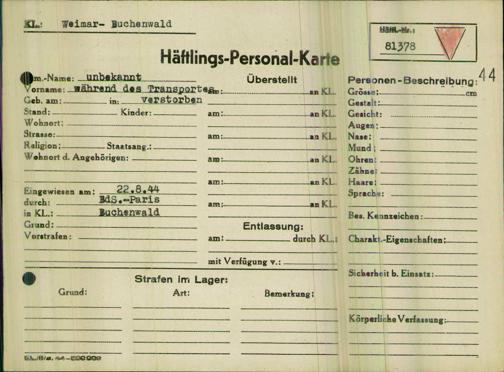 KL: Weimar- Buchenwald
Häftl.-Nr.:
81378
Häftlings-Personal-Karte
44
Fam.-Name: unbekannt
Vorname: während des Transportes
Geb. am: in: verstorben
Stand: Kinder:
Wohnort:
Strasse:
Religion: Staatsang.:
Wohnort d. Angehörigen:
Eingewiesen am: 22.8.44
durch: BdS.-Paris
in KL.: Buchenwald
Grund:
Vorstrafen:
Überstellt
am: an KL.
am: an KL.
am: an KL.
am: an KL.
am: an KL.
am: an KL.
Entlassung:
am: durch KL.:
mit Verfügung v.:
Personen-Beschreibung:
Grösse: cm
Gestalt:
Gesicht:
Augen:
Nase:
Mund:
Ohren:
Zähne:
Haare:
Sprache:
Bes. Kennzeichen:
Charakt.-Eigenschaften:
Sicherheit b. Einsatz:
Körperliche Verfassung:
Strafen im Lager:
Grund: Art: Bemerkung: